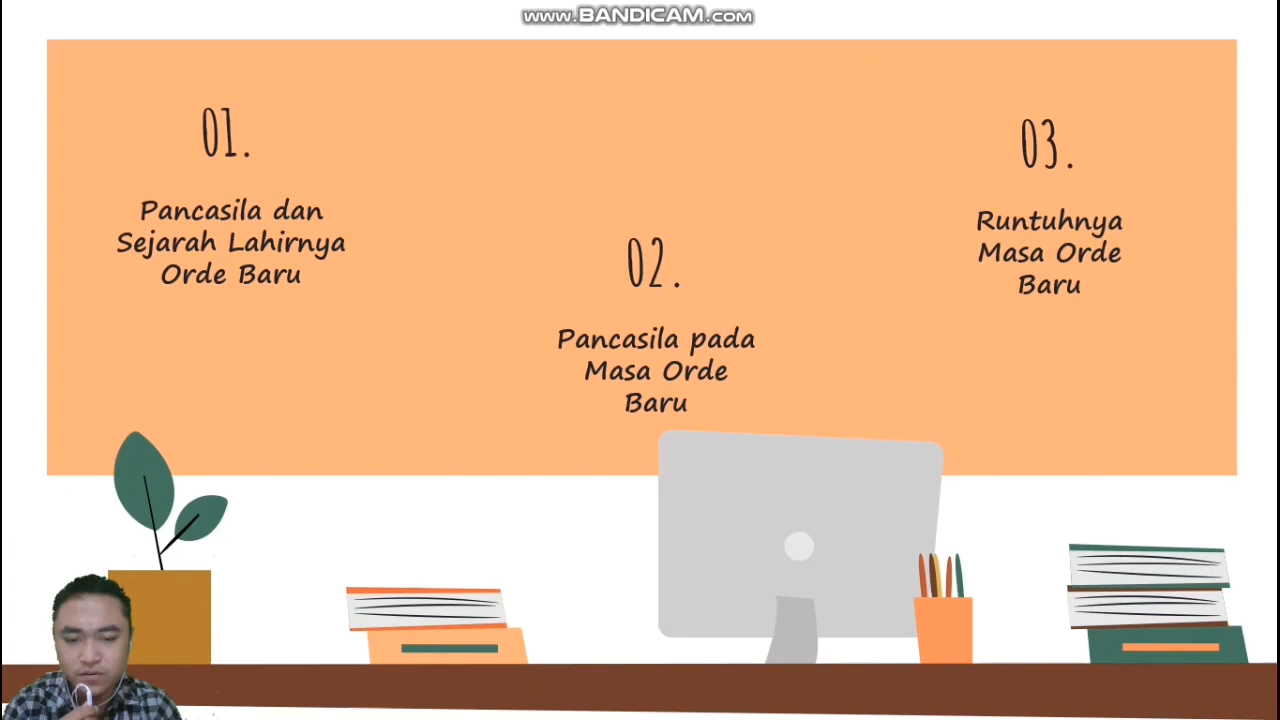 www.BANDICAM.com
01.
Pancasila dan
Sejarah Lahirnya
Orde Baru
02.
Pancasila pada
Masa Orde
Baru
03.
Runtuhnya
Masa Orde
Baru